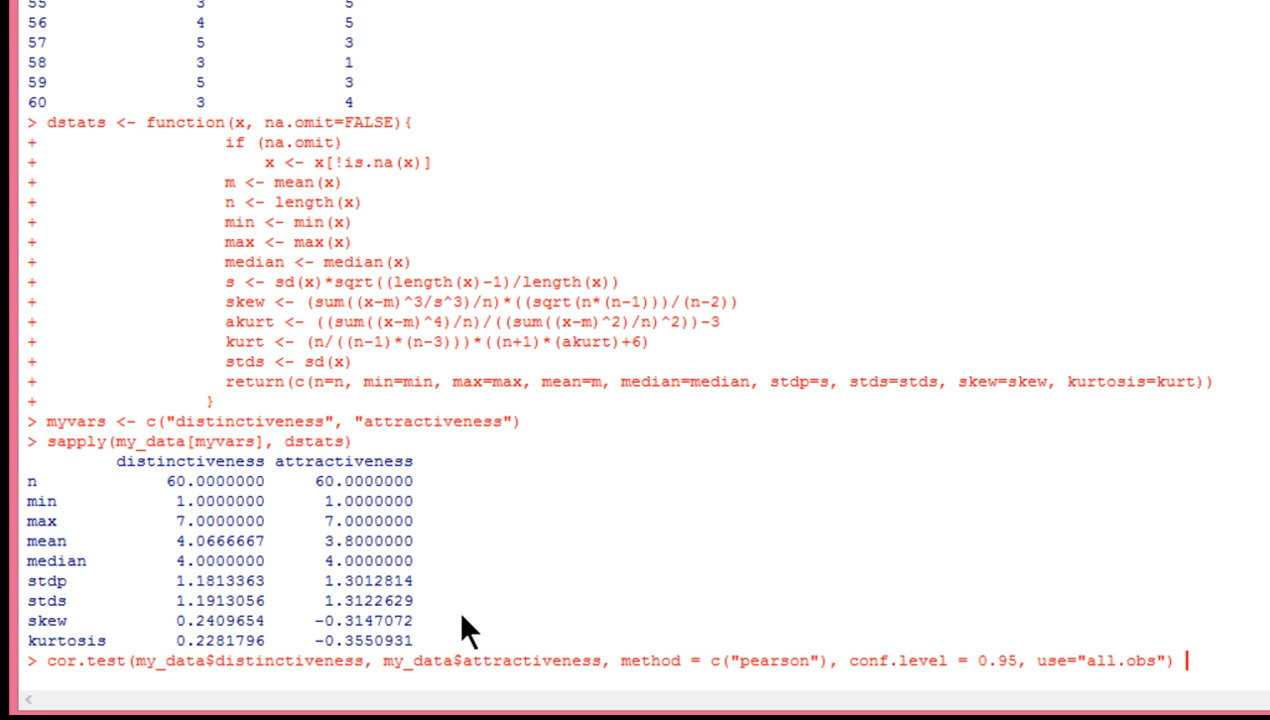 55 3 5
56 4 5
57 5 3
58 3 1
59 5 3
60 3 4
> dstats <- function(x, na.omit=FALSE){
+ if (na.omit)
+ x <- x[!is.na(x)]
+ m <- mean(x)
+ n <- length(x)
+ min <- min(x)
+ max <- max(x)
+ median <- median(x)
+ s <- sd(x)*sqrt((length(x)-1)/length(x))
+ skew <- (sum((x-m)^3/s^3)/n)*((sqrt(n*(n-1)))/(n-2))
+ akurt <- ((sum((x-m)^4)/n)/((sum((x-m)^2)/n)^2))-3
+ kurt <- (n/((n-1)*(n-3)))*((n+1)*(akurt)+6)
+ stds <- sd(x)
+ return(c(n=n, min=min, max=max, mean=m, median=median, stdp=s, stds=stds, skew=skew, kurtosis=kurt))
+ }
> myvars <- c("distinctiveness", "attractiveness")
> sapply(my_data[myvars], dstats)
distinctiveness attractiveness
n 60.0000000 60.0000000
min 1.0000000 1.0000000
max 7.0000000 7.0000000
mean 4.0666667 3.8000000
median 4.0000000 4.0000000
stdp 1.1813363 1.3012814
stds 1.1913056 1.3122629
skew 0.2409654 -0.3147072
kurtosis 0.2281796 -0.3550931
> cor.test(my_data$distinctiveness, my_data$attractiveness, method = c("pearson"), conf.level = 0.95, use="all.obs")